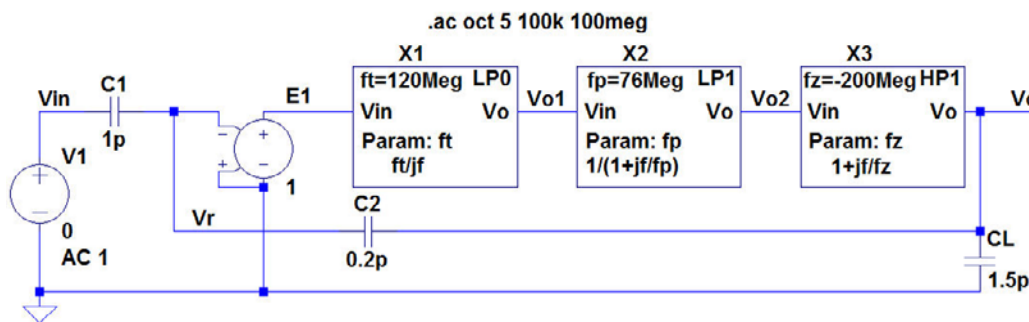 .ac oct 5 100k 100meg
X1 X2 X3
C1
Vin
1p
E1
ft=120Meg LP0
fp=76Meg LP1
fz=-200Meg HP1
Vin Vo
Vo1
Vin Vo
Vo2
Vin Vo
V1
Param: ft
ft/jf
Param: fp
1/(1+jf/fp)
Param: fz
1+jf/fz
1
C2
Vr
0.2p
0
AC 1
CL
1.5p